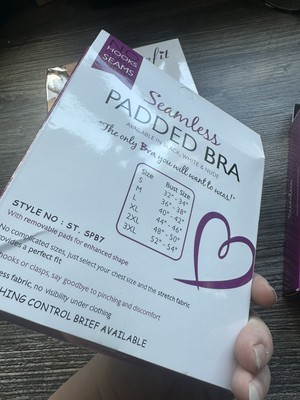 NO
HOOKS
SEAMS
fit
Seamless
PADDED BRA
AVAILABLE IN BLACK, WHITE & NUDE
"The only Bra you will want to wear!"
Size Bust Size
S 32" - 34"
M 36" - 38"
L 40" - 42"
XL 44" - 46"
2XL 48" - 50"
3XL 52" - 54"
STYLE NO : ST. SPB7
With removable pads for enhanced shape
No complicated sizes, just select your chest size and the stretch fabric
provides a perfect fit.
hooks or clasps, say goodbye to pinching and discomfort
less fabric, no visibility under clothing
HING CONTROL BRIEF AVAILABLE